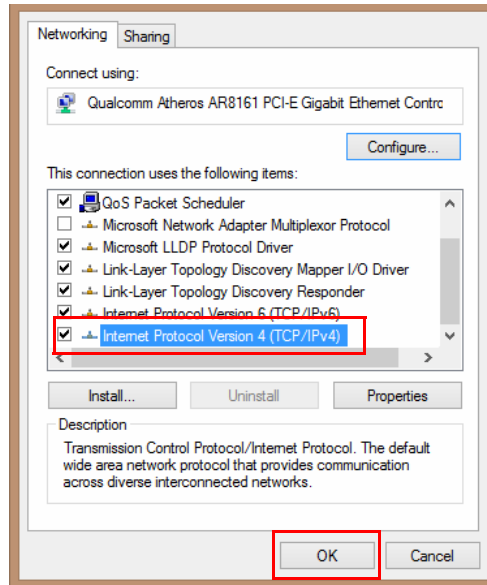 Networking Sharing
Connect using:
Qualcomm Atheros AR8161 PCI-E Gigabit Ethernet Contrc
Configure...
This connection uses the following items:
QoS Packet Scheduler
Microsoft Network Adapter Multiplexor Protocol
Microsoft LLDP Protocol Driver
Link-Layer Topology Discovery Mapper I/O Driver
Link-Layer Topology Discovery Responder
Internet Protocol Version 6 (TCP/IPv6)
Internet Protocol Version 4 (TCP/IPv4)
Install... Uninstall Properties
Description
Transmission Control Protocol/Internet Protocol. The default
wide area network protocol that provides communication
across diverse interconnected networks.
OK Cancel